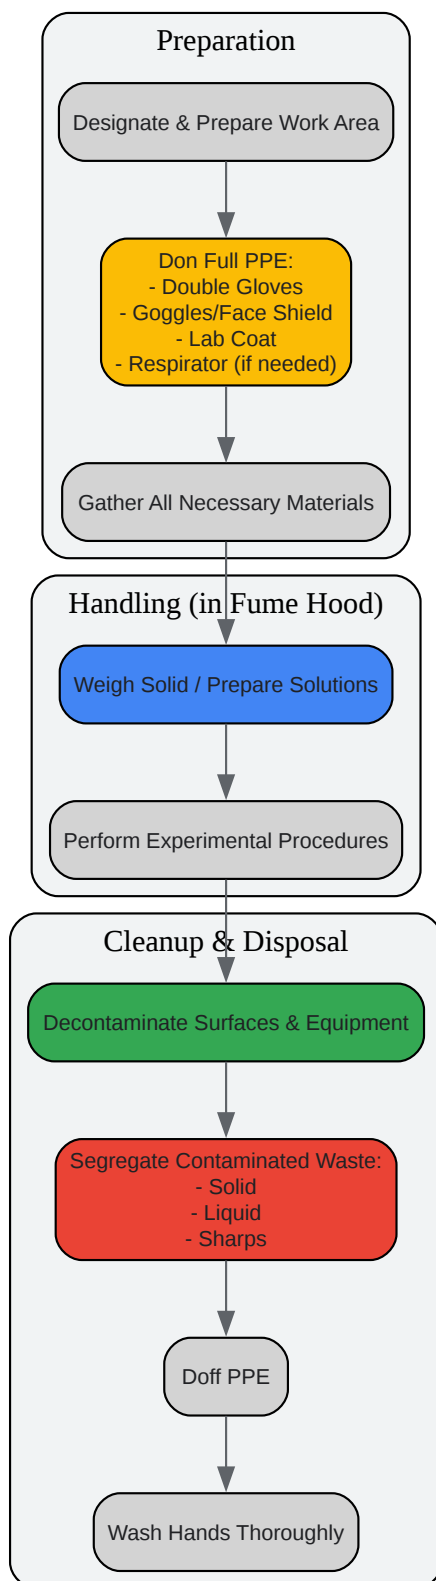 Preparation
Designate & Prepare Work Area
Don Full PPE:
- Double Gloves
- Goggles/Face Shield
- Lab Coat
- Respirator (if needed)
Gather All Necessary Materials
Handling (in Fume Hood)
Weigh Solid / Prepare Solutions
Perform Experimental Procedures
Cleanup & Disposal
Decontaminate Surfaces & Equipment
Segregate Contaminated Waste:
- Solid
- Liquid
- Sharps
Doff PPE
Wash Hands Thoroughly